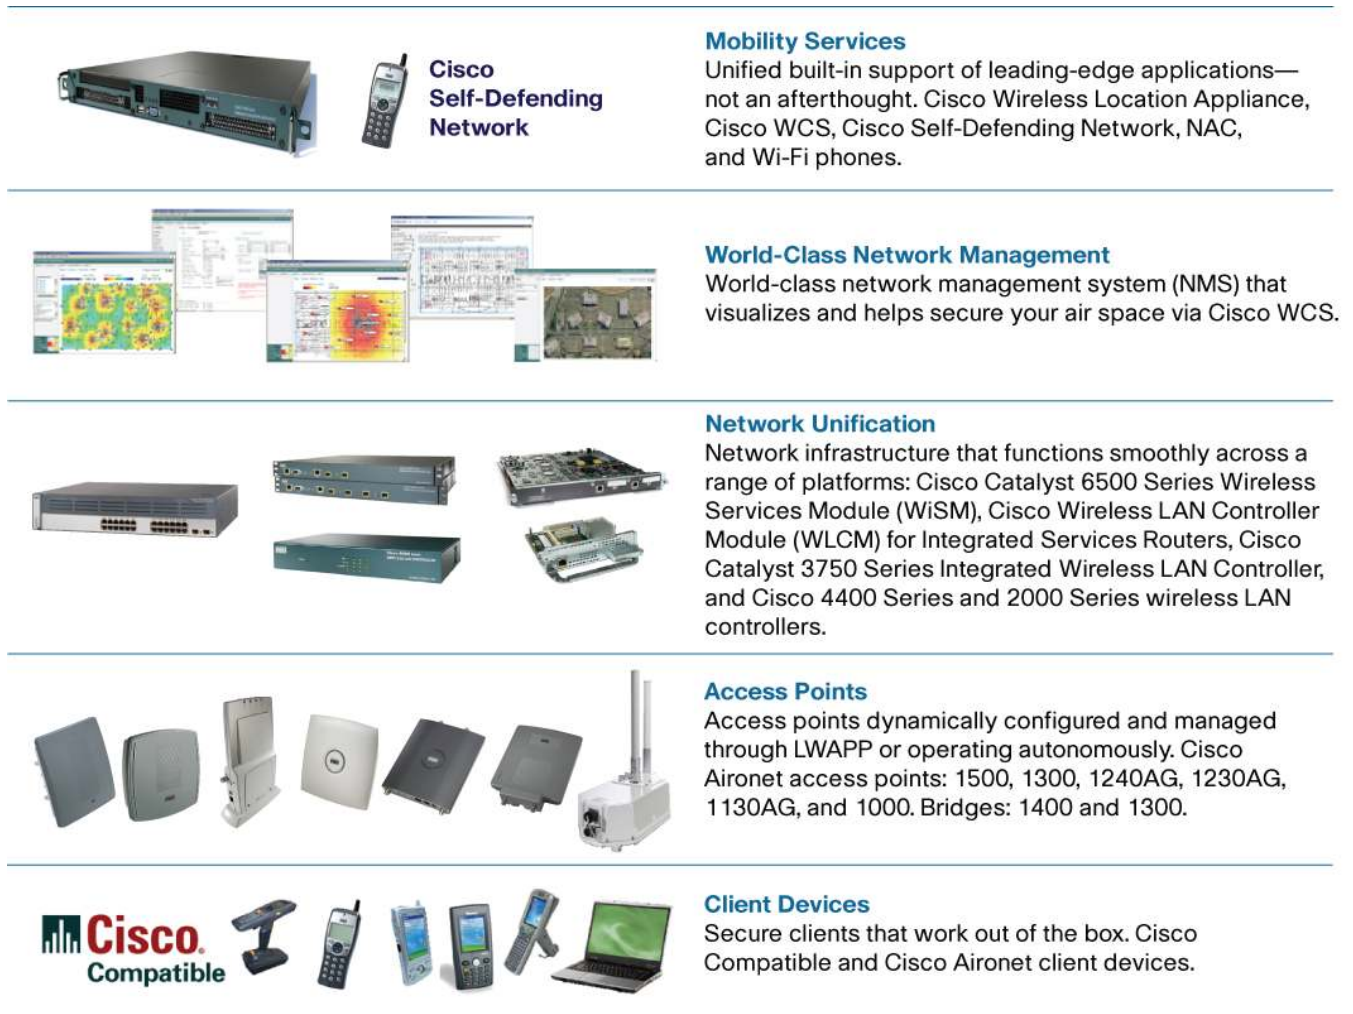 Cisco
Self-Defending
Network
Mobility Services
Unified built-in support of leading-edge applications—
not an afterthought. Cisco Wireless Location Appliance,
Cisco WCS, Cisco Self-Defending Network, NAC,
and Wi-Fi phones.
World-Class Network Management
World-class network management system (NMS) that
visualizes and helps secure your air space via Cisco WCS.
Network Unification
Network infrastructure that functions smoothly across a
range of platforms: Cisco Catalyst 6500 Series Wireless
Services Module (WiSM), Cisco Wireless LAN Controller
Module (WLCM) for Integrated Services Routers, Cisco
Catalyst 3750 Series Integrated Wireless LAN Controller,
and Cisco 4400 Series and 2000 Series wireless LAN
controllers.
Access Points
Access points dynamically configured and managed
through LWAPP or operating autonomously. Cisco
Aironet access points: 1500, 1300, 1240AG, 1230AG,
1130AG, and 1000. Bridges: 1400 and 1300.
Cisco.
Compatible
Client Devices
Secure clients that work out of the box. Cisco
Compatible and Cisco Aironet client devices.